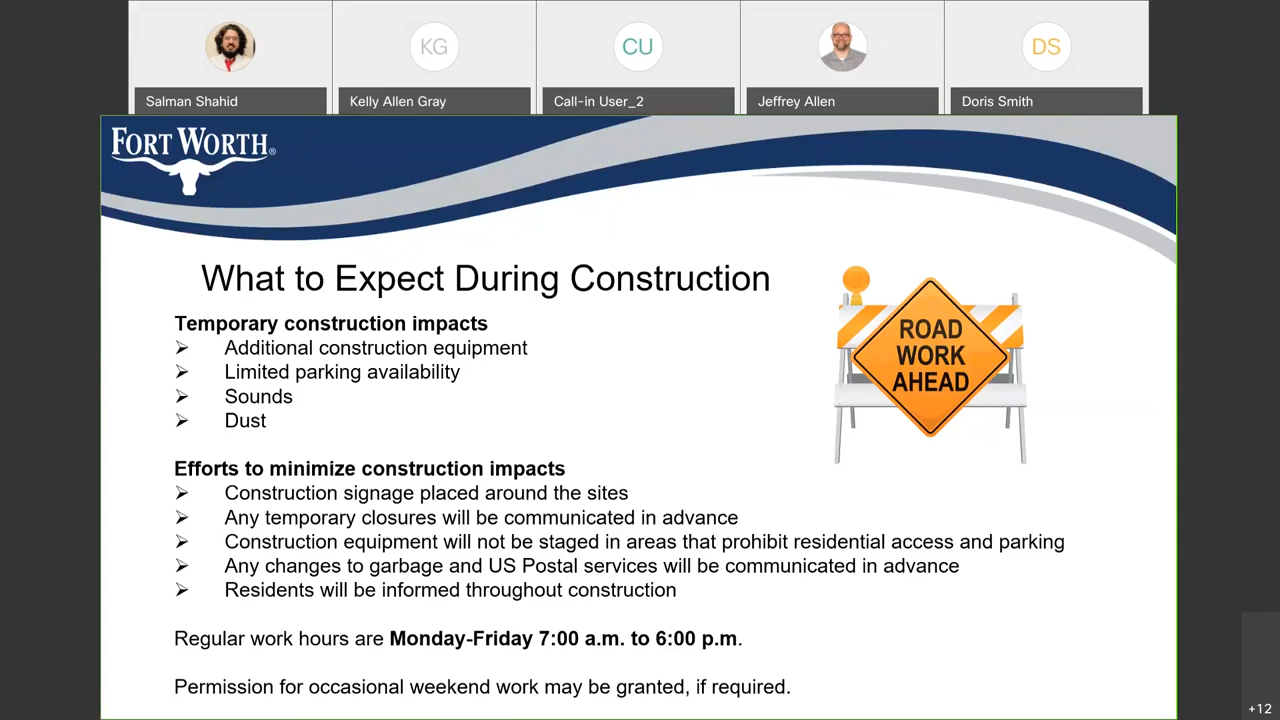 KG
CU
DS
Salman Shahid
Kelly Allen Gray
Call-in User_2
Jeffrey Allen
Doris Smith
FORT WORTH®
What to Expect During Construction
ROAD
WORK
AHEAD
Temporary construction impacts
➢ Additional construction equipment
➢ Limited parking availability
➢ Sounds
➢ Dust
Efforts to minimize construction impacts
➢ Construction signage placed around the sites
➢ Any temporary closures will be communicated in advance
➢ Construction equipment will not be staged in areas that prohibit residential access and parking
➢ Any changes to garbage and US Postal services will be communicated in advance
➢ Residents will be informed throughout construction
Regular work hours are Monday-Friday 7:00 a.m. to 6:00 p.m.
Permission for occasional weekend work may be granted, if required.
+12